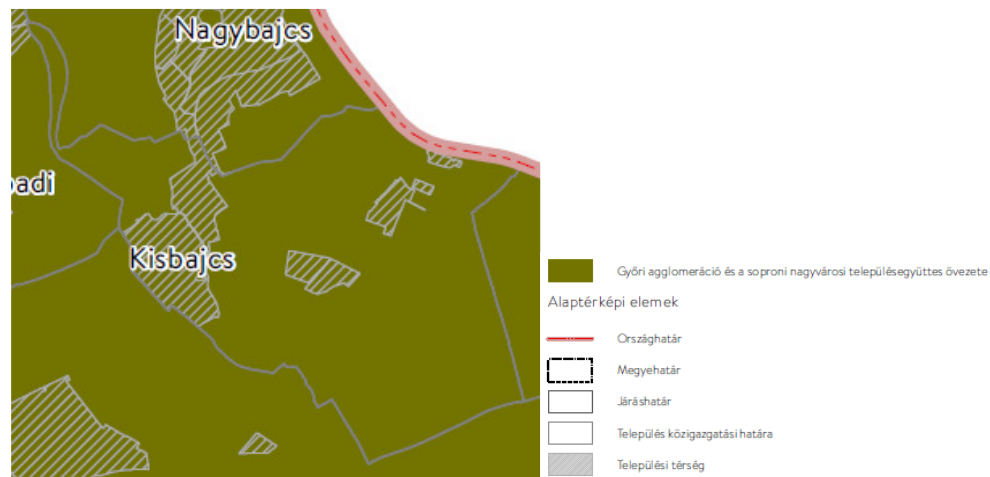 Nagybajcs
badi
Kisbajcs
Győri agglomeráció és a soproni nagyvárosi településegyüttes övezete
Alaptérképi elemek
Országhatár
Megyehatár
Járáshatár
Település közigazgatási határa
Települési térség